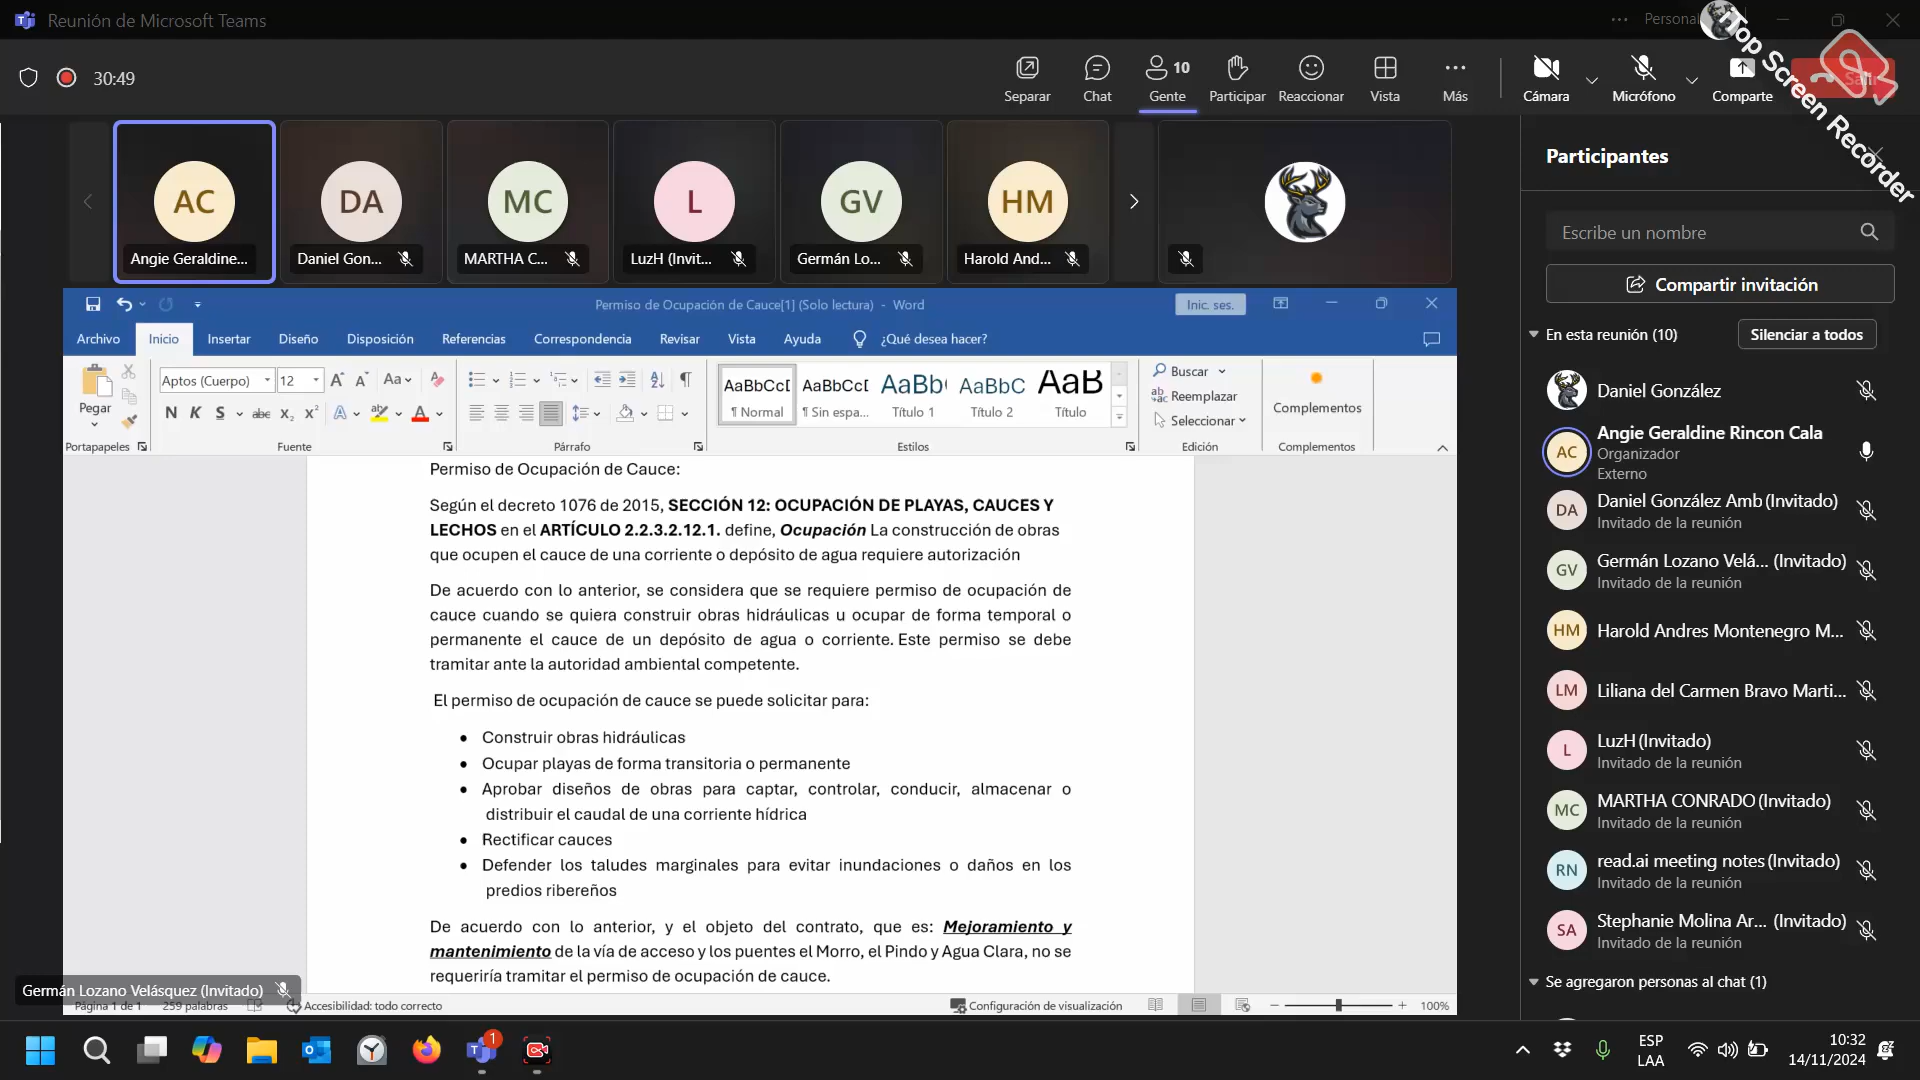 Reunión de Microsoft Teams
Personal
iTop Screen Recorder
30:49
Separar
Chat
10
Gente
Participar
Reaccionar
Vista
Más
Cámara
Micrófono
Comparte
AC
Angie Geraldine...
DA
Daniel Gon...
MC
MARTHA C...
L
LuzH (Invit...
GV
Germán Lo...
HM
Harold And...
Permiso de Ocupación de Cauce[1] (Solo lectura) - Word
Inic. ses.
Archivo
Inicio
Insertar
Diseño
Disposición
Referencias
Correspondencia
Revisar
Vista
Ayuda
¿Qué desea hacer?
Pegar
Portapapeles
Aptos (Cuerpo)
12
Aa
N K S abc x₂ x²
Fuente
Párrafo
AaBbCcI
¶ Normal
AaBbCcI
¶ Sin espa...
AaBb(
Título 1
AaBbC
Título 2
AaB
Título
Estilos
Buscar
Reemplazar
Seleccionar
Edición
Complementos
Complementos
Permiso de Ocupación de Cauce:
Según el decreto 1076 de 2015, SECCIÓN 12: OCUPACIÓN DE PLAYAS, CAUCES Y
LECHOS en el ARTÍCULO 2.2.3.2.12.1. define, Ocupación La construcción de obras
que ocupen el cauce de una corriente o depósito de agua requiere autorización
De acuerdo con lo anterior, se considera que se requiere permiso de ocupación de
cauce cuando se quiera construir obras hidráulicas u ocupar de forma temporal o
permanente el cauce de un depósito de agua o corriente. Este permiso se debe
tramitar ante la autoridad ambiental competente.
El permiso de ocupación de cauce se puede solicitar para:
• Construir obras hidráulicas
• Ocupar playas de forma transitoria o permanente
• Aprobar diseños de obras para captar, controlar, conducir, almacenar o
distribuir el caudal de una corriente hídrica
• Rectificar cauces
• Defender los taludes marginales para evitar inundaciones o daños en los
predios ribereños
De acuerdo con lo anterior, y el objeto del contrato, que es: Mejoramiento y
mantenimiento de la vía de acceso y los puentes el Morro, el Pindo y Agua Clara, no se
requeriría tramitar el permiso de ocupación de cauce.
Germán Lozano Velásquez (Invitado)
Página 1 de 1
259 palabras
Accesibilidad: todo correcto
Configuración de visualización
100%
Participantes
Escribe un nombre
Compartir invitación
En esta reunión (10)
Silenciar a todos
Daniel González
AC
Angie Geraldine Rincon Cala
Organizador
Externo
DA
Daniel González Amb (Invitado)
Invitado de la reunión
GV
Germán Lozano Velá... (Invitado)
Invitado de la reunión
HM
Harold Andres Montenegro M...
LM
Liliana del Carmen Bravo Marti...
L
LuzH (Invitado)
Invitado de la reunión
MC
MARTHA CONRADO (Invitado)
Invitado de la reunión
RN
read.ai meeting notes (Invitado)
Invitado de la reunión
SA
Stephanie Molina Ar... (Invitado)
Invitado de la reunión
Se agregaron personas al chat (1)
1
ESP
LAA
10:32
14/11/2024